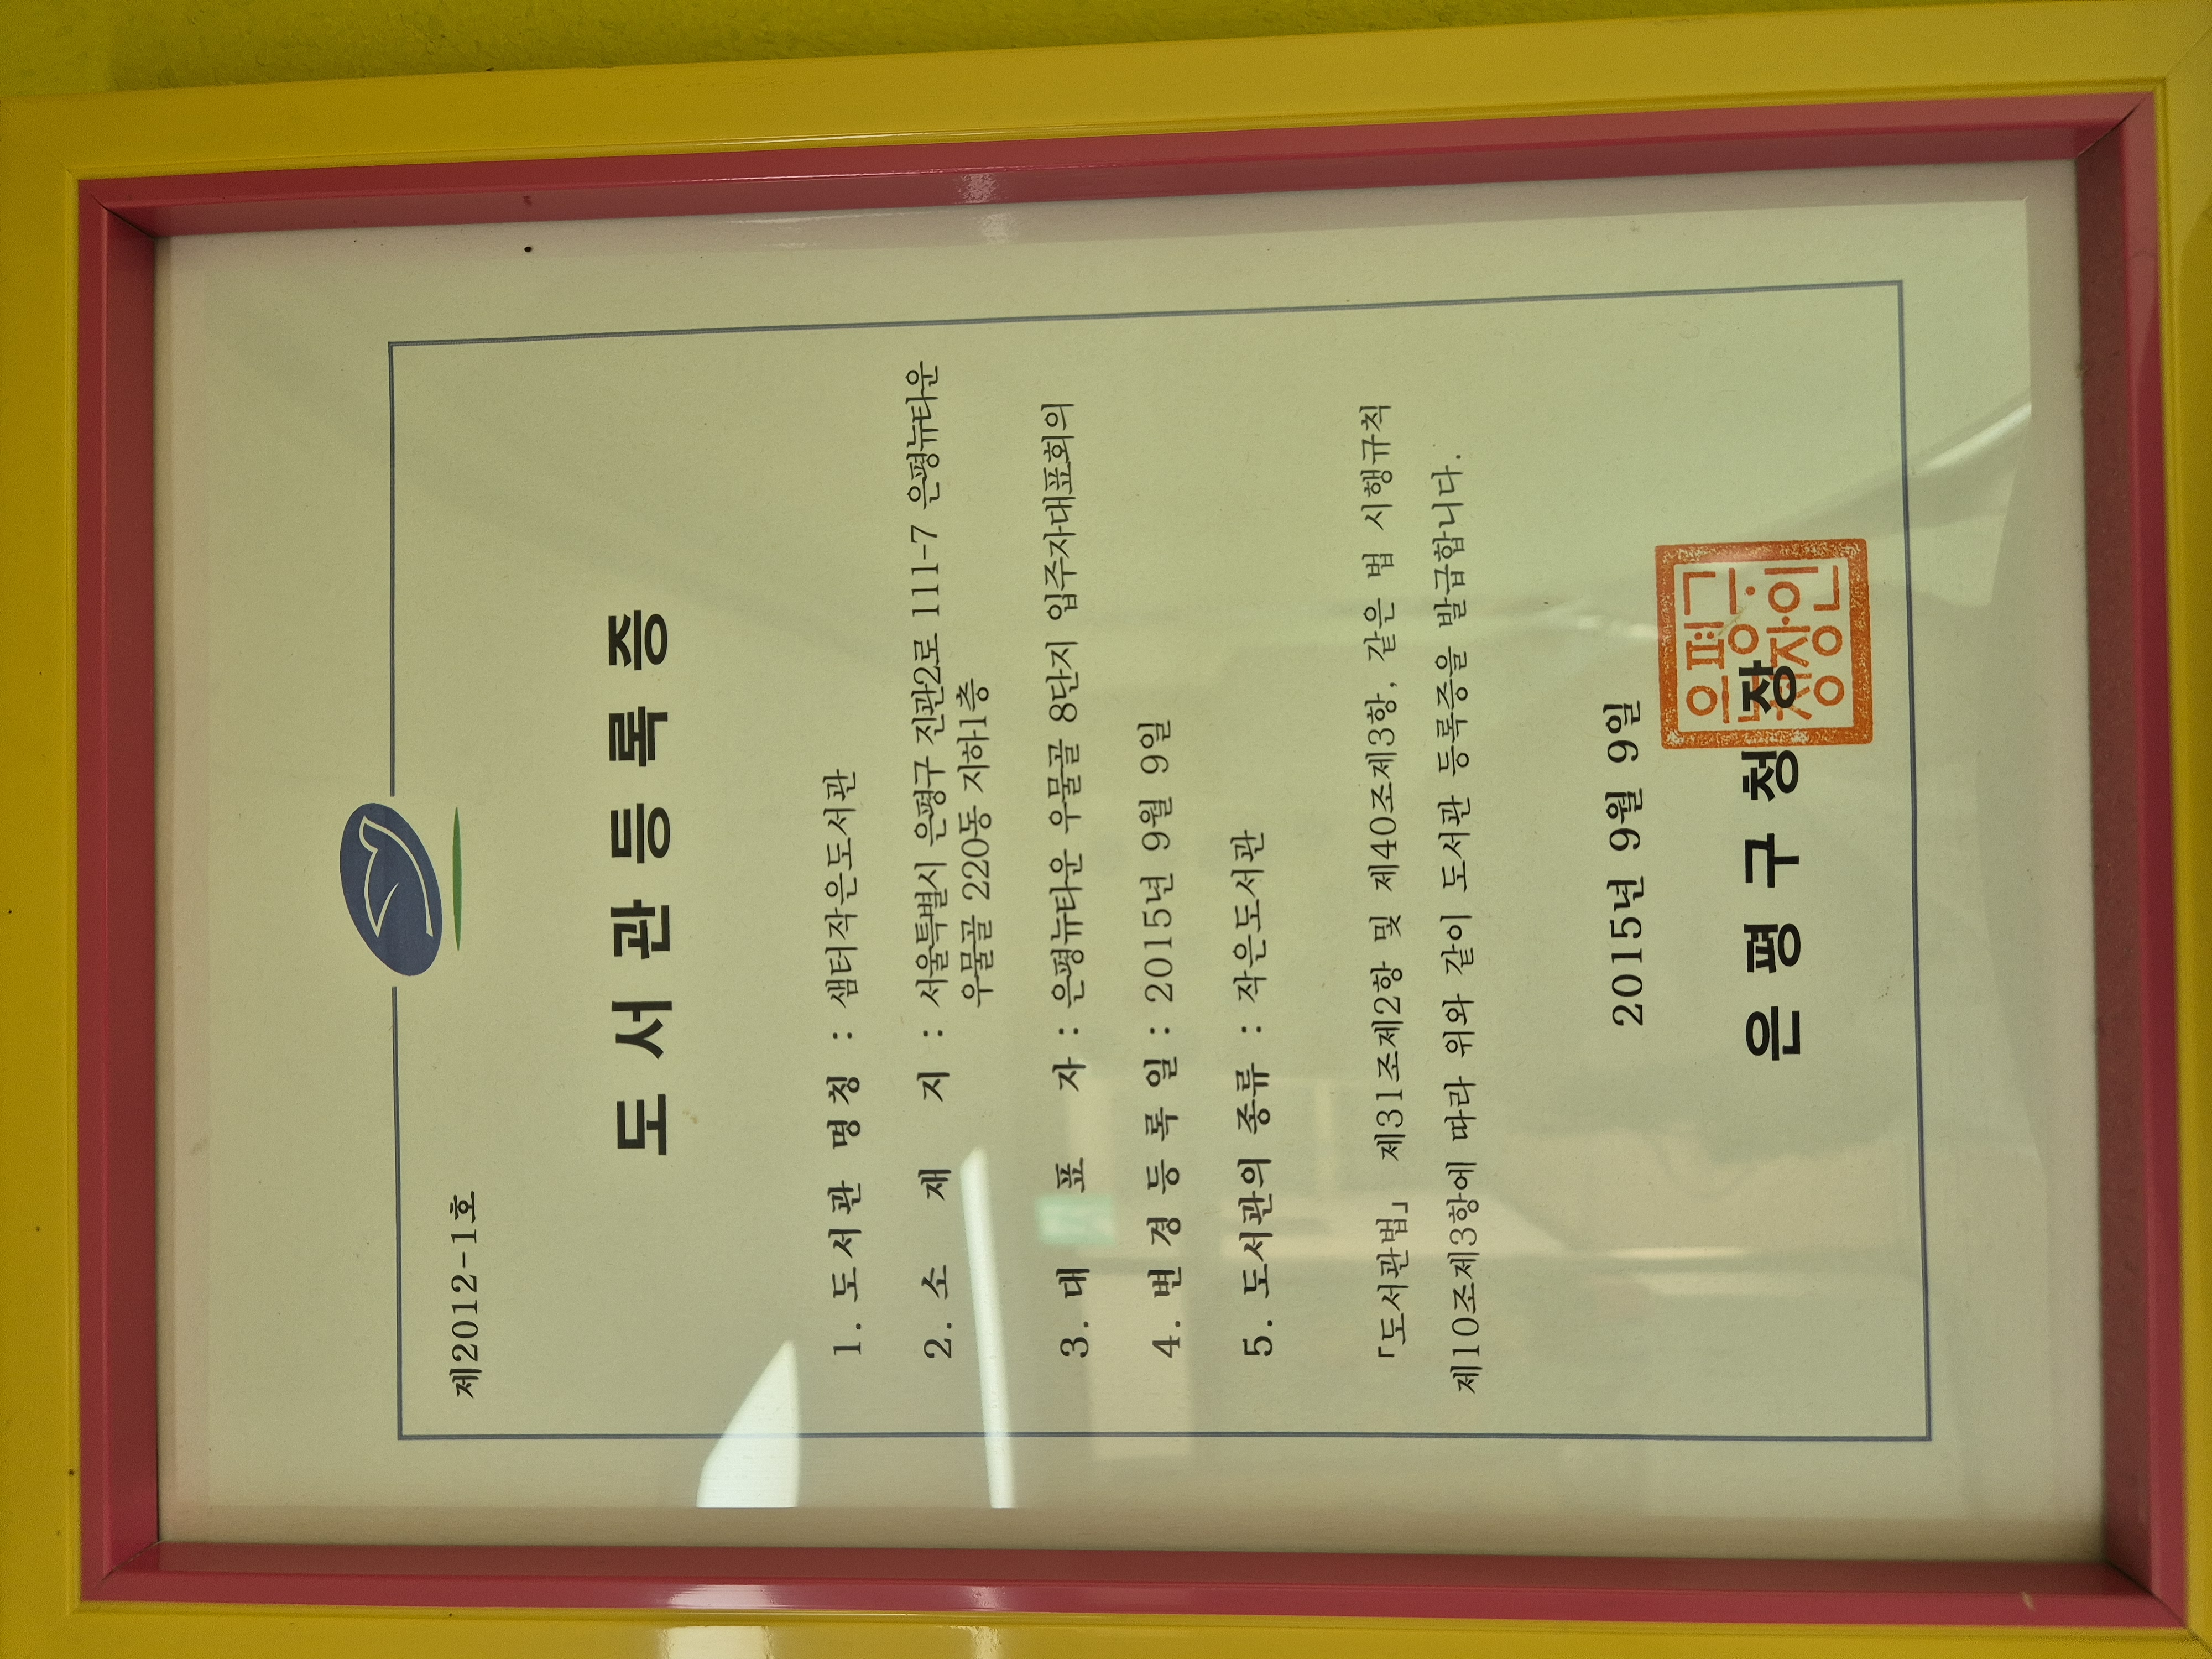 제2012-1호
도서관등록증
1. 도서관 명칭 : 샘터작은도서관
2. 소 재 지 : 서울특별시 은평구 진관2로 111-7 은평뉴타운
우물골 220동 지하1층
3. 대 표 자 : 은평뉴타운 우물골 8단지 입주자대표회의
4. 변 경 등 록 일 : 2015년 9월 9일
5. 도서관의 종류 : 작은도서관
「도서관법」 제31조제2항 및 제40조제3항, 같은 법 시행규칙
제10조제3항에 따라 위와 같이 도서관 등록증을 발급합니다.
2015년 9월 9일
은평구청장
은평구
청장인